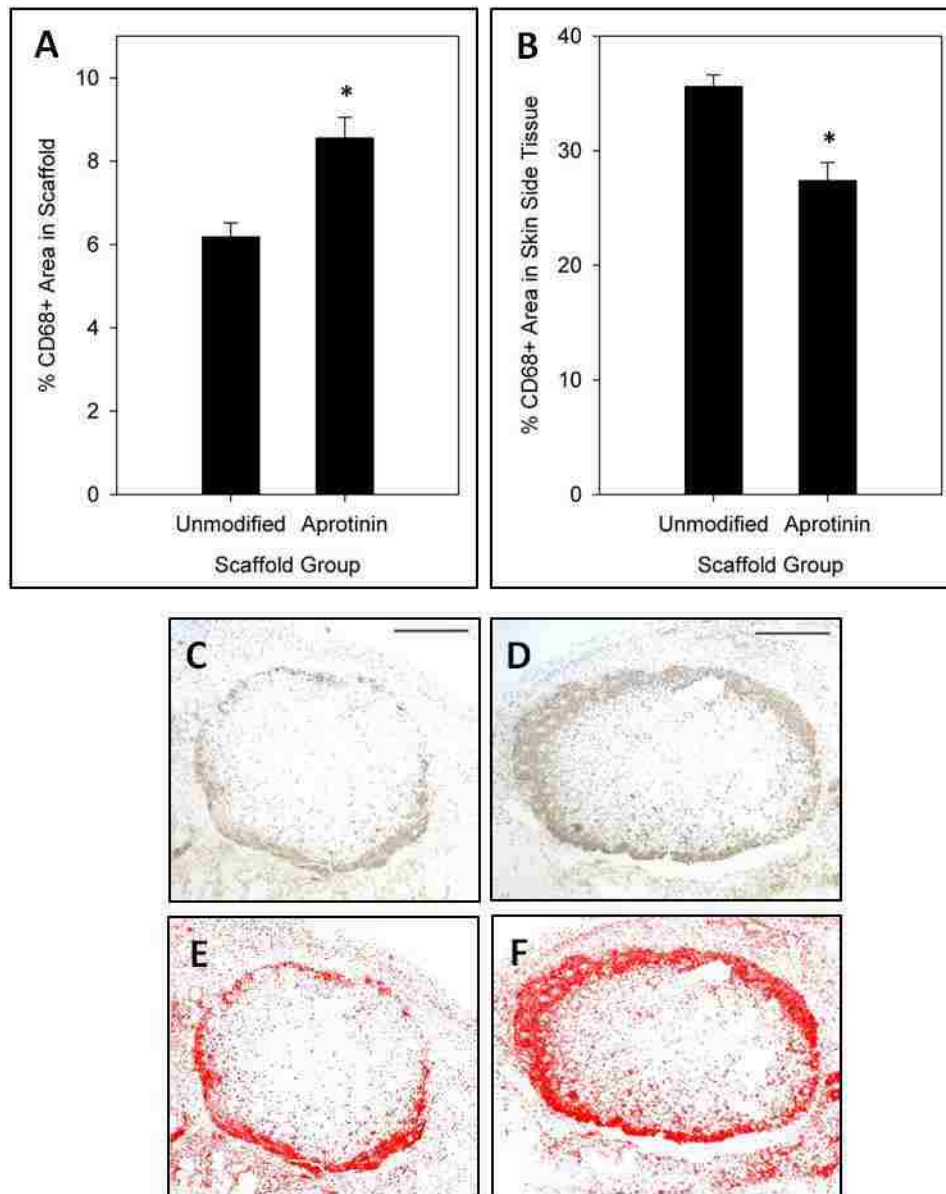 A
% CD68+ Area in Scaffold
10
8
6
4
2
0
*
Unmodified Aprotinin
Scaffold Group
B
% CD68+ Area in Skin Side Tissue
40
30
20
10
0
*
Unmodified Aprotinin
Scaffold Group
C
D
E
F